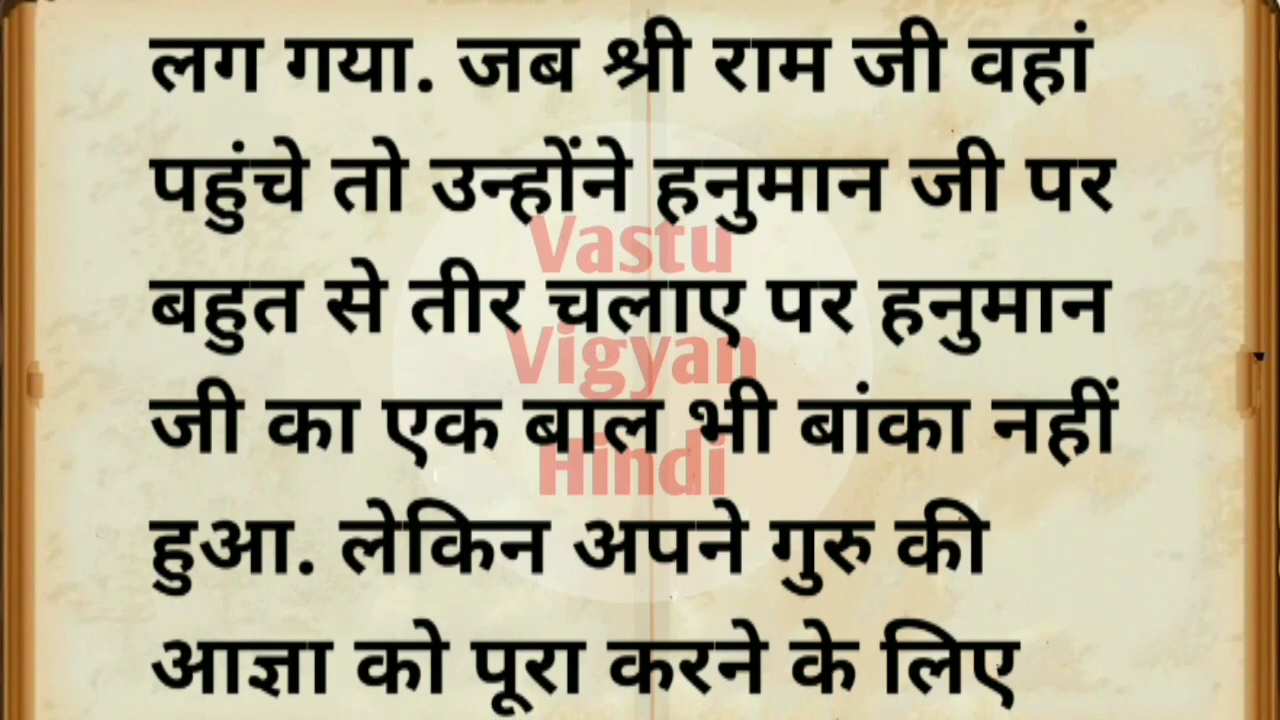 लग गया. जब श्री राम जी वहां
पहुंचे तो उन्होंने हनुमान जी पर
बहुत से तीर चलाए पर हनुमान
जी का एक बाल भी बांका नहीं
हुआ. लेकिन अपने गुरु की
आज्ञा को पूरा करने के लिए
Vastu
Vigyan
Hindi